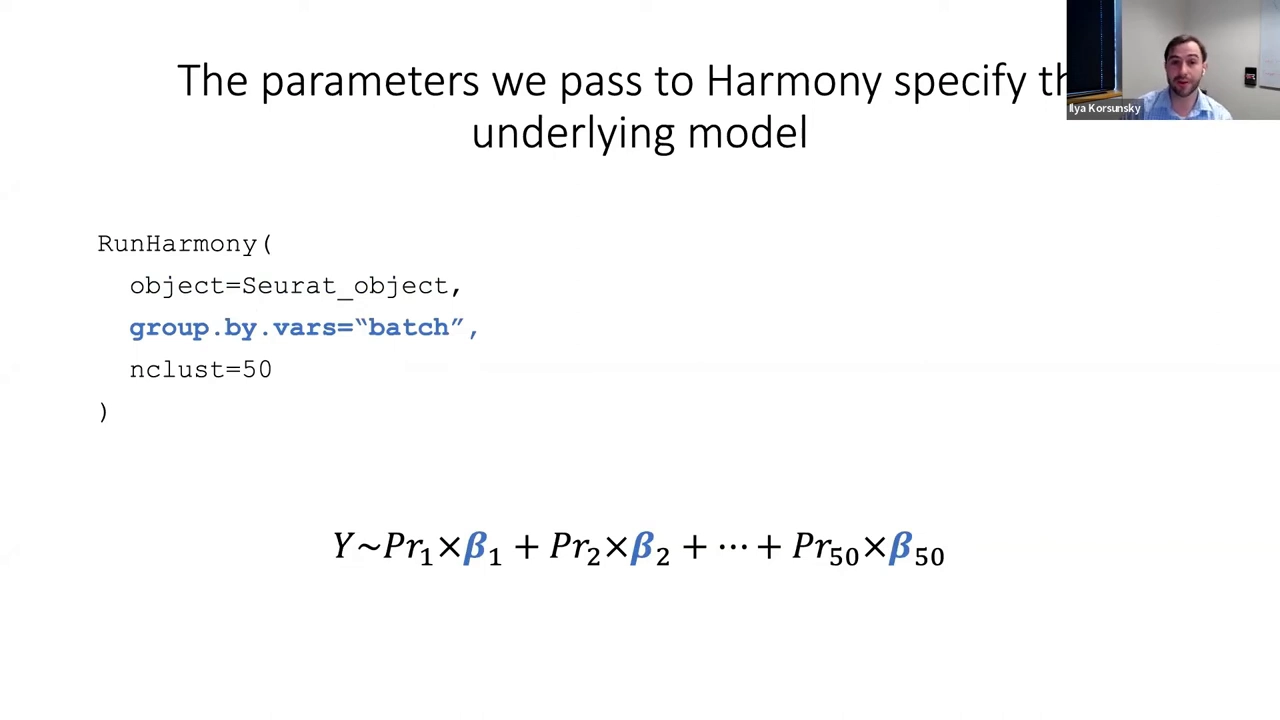 The parameters we pass to Harmony specify th
underlying model
Ilya Korsunsky
RunHarmony(
object=Seurat_object,
group.by.vars=“batch”,
nclust=50
)
Y~Pr₁×β₁ + Pr₂×β₂ + ⋯ + Pr₅₀×β₅₀